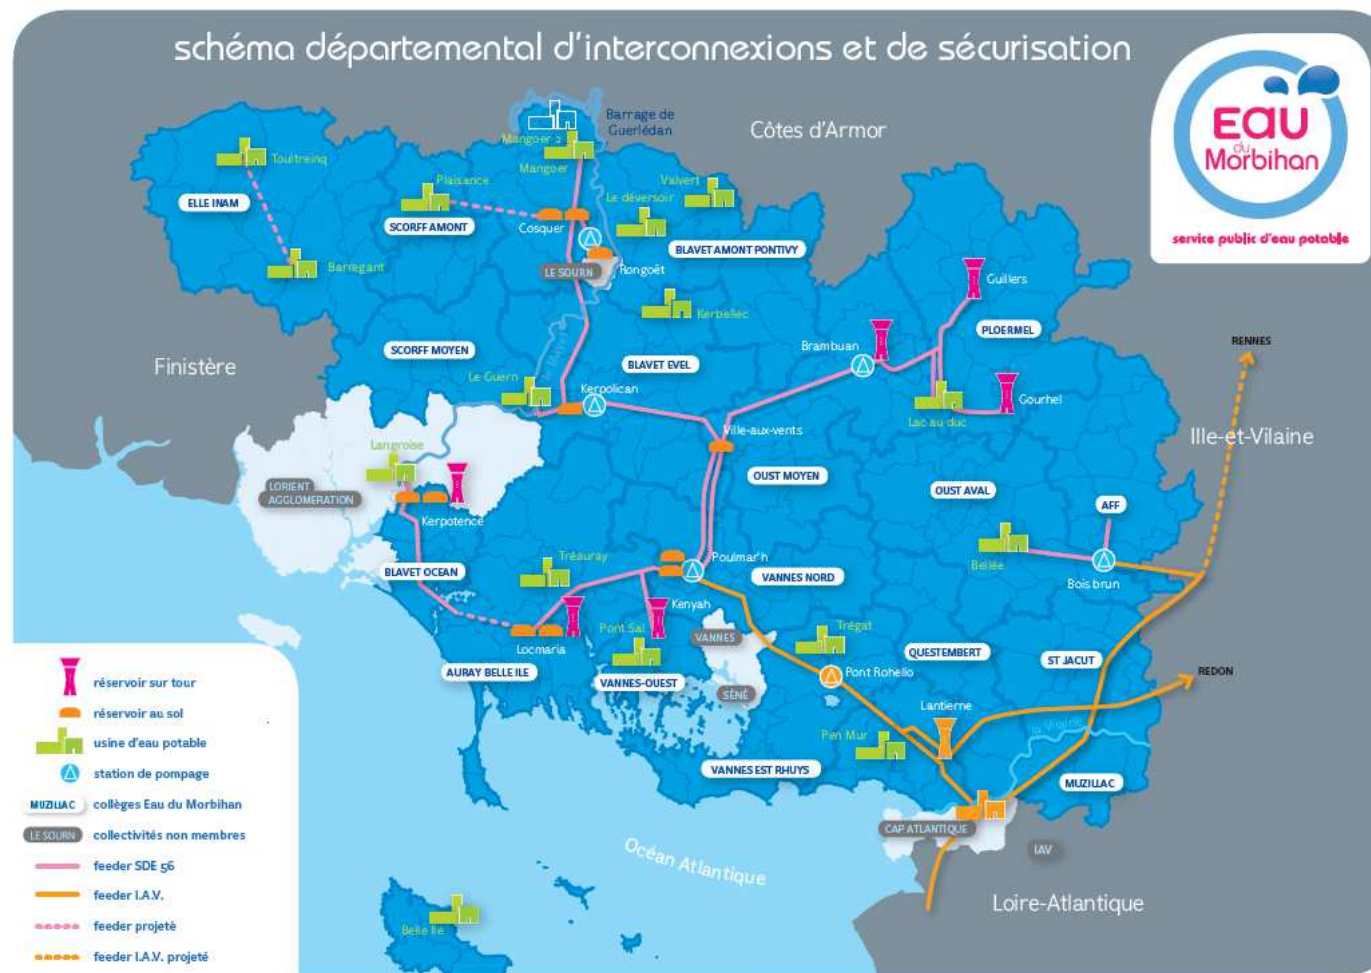 schéma départemental d'interconnexions et de sécurisation
EAU
du
Morbihan
service public d'eau potable
Barrage de
Guerlédan
Côtes d'Armor
Mangoer 2
Mangoer
Toultreinq
Plaisance
Valvert
Le déversoir
ELLE INAM
SCORFF AMONT
Cosquer
BLAVET AMONT PONTIVY
Barregant
LE SOURN
Rongoët
Guillers
Kerbellec
PLOERMEL
RENNES
Finistère
SCORFF MOYEN
BLAVET EVEL
Brambuan
Le Guern
Kerpolican
Gourhel
Lac au duc
Ville-aux-vents
Ille-et-Vilaine
Langroise
LORIENT
AGGLOMERATION
OUST MOYEN
OUST AVAL
AFF
Kerpotence
Tréauray
Poulmar'h
Bellée
BLAVET OCEAN
VANNES NORD
Bois brun
Kenyah
Pont Sal
VANNES
Trégat
Locmaria
QUESTEMBERT
ST JACUT
AURAY BELLE ILE
VANNES-OUEST
SÉNÉ
Pont Rohello
REDON
Lantierne
la Vilaine
Pen Mur
VANNES EST RHUYS
MUZILLAC
CAP ATLANTIQUE
IAV
Océan Atlantique
Loire-Atlantique
Belle Ile
réservoir sur tour
réservoir au sol
usine d'eau potable
station de pompage
MUZILLAC collèges Eau du Morbihan
LE SOURN collectivités non membres
feeder SDE 56
feeder I.A.V.
feeder projeté
feeder I.A.V. projeté